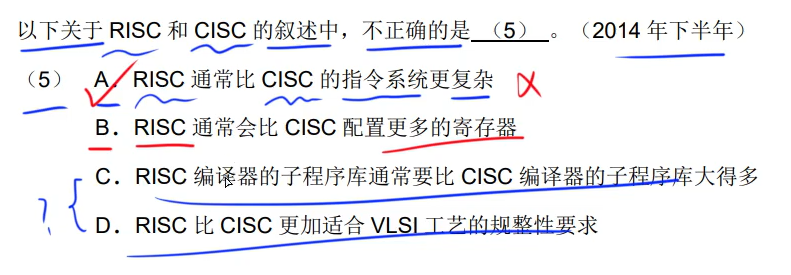 以下关于 RISC 和 CISC 的叙述中，不正确的是 （5） 。（2014 年下半年）
（5） A．RISC 通常比 CISC 的指令系统更复杂
B．RISC 通常会比 CISC 配置更多的寄存器
C．RISC 编译器的子程序库通常要比 CISC 编译器的子程序库大得多
？ D．RISC 比 CISC 更加适合 VLSI 工艺的规整性要求